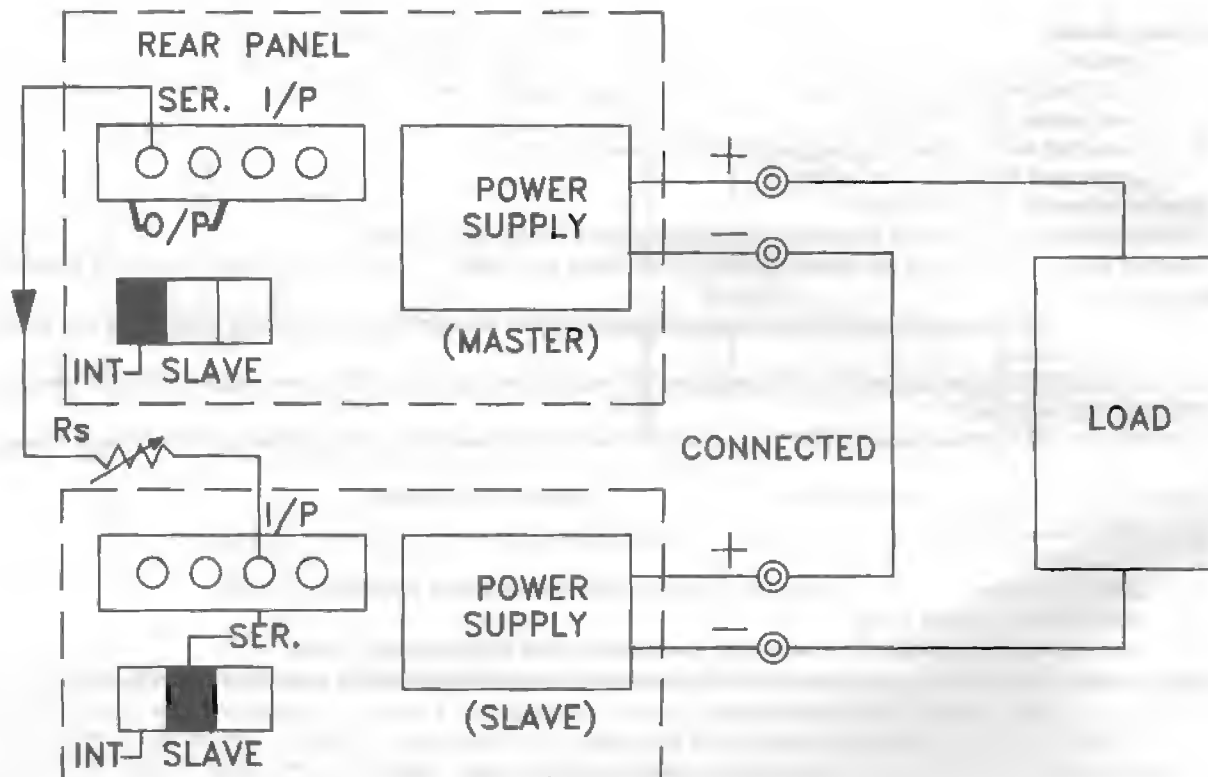 REAR PANEL
SER. I/P
O/P
INT SLAVE
POWER
SUPPLY
(MASTER)
+
−
LOAD
CONNECTED
Rs
I/P
SER.
INT SLAVE
POWER
SUPPLY
(SLAVE)
+
−